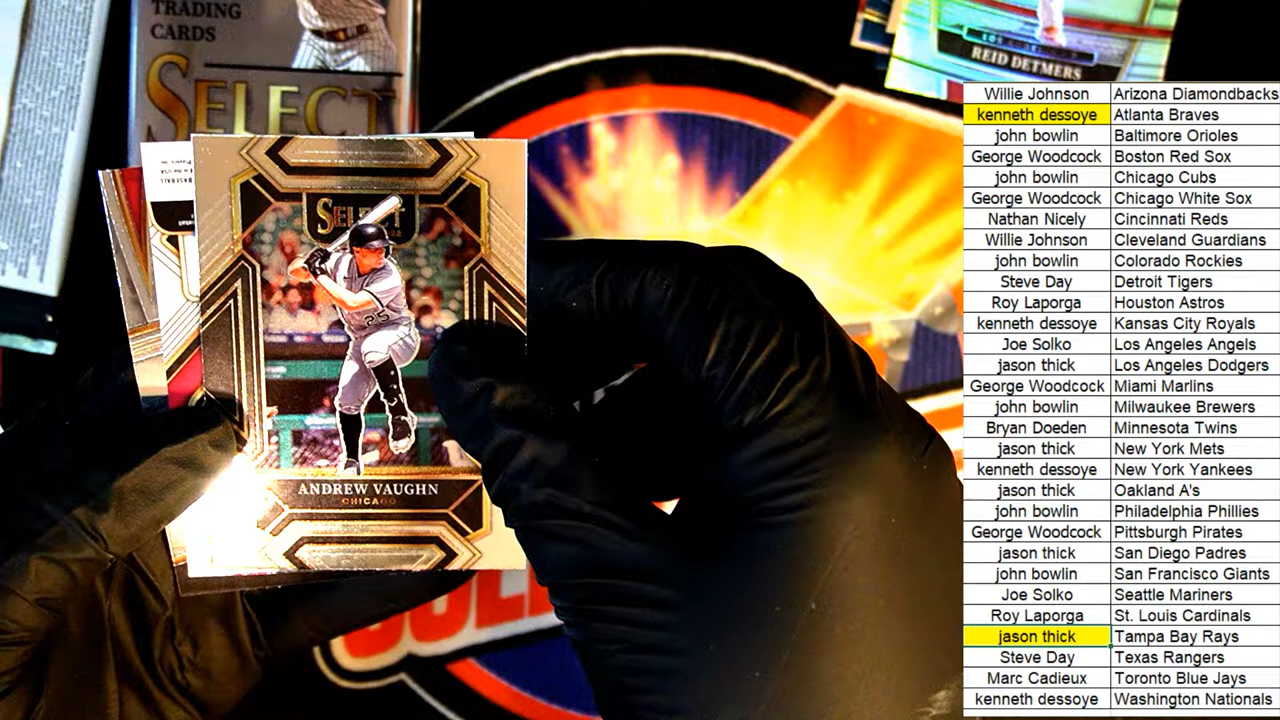 TRADING
CARDS
SELECT
REID DETMERS
SELECT
25
ANDREW VAUGHN
CHICAGO
Willie Johnson Arizona Diamondbacks
kenneth dessoye Atlanta Braves
john bowlin Baltimore Orioles
George Woodcock Boston Red Sox
john bowlin Chicago Cubs
George Woodcock Chicago White Sox
Nathan Nicely Cincinnati Reds
Willie Johnson Cleveland Guardians
john bowlin Colorado Rockies
Steve Day Detroit Tigers
Roy Laporga Houston Astros
kenneth dessoye Kansas City Royals
Joe Solko Los Angeles Angels
jason thick Los Angeles Dodgers
George Woodcock Miami Marlins
john bowlin Milwaukee Brewers
Bryan Doeden Minnesota Twins
jason thick New York Mets
kenneth dessoye New York Yankees
jason thick Oakland A's
john bowlin Philadelphia Phillies
George Woodcock Pittsburgh Pirates
jason thick San Diego Padres
john bowlin San Francisco Giants
Joe Solko Seattle Mariners
Roy Laporga St. Louis Cardinals
jason thick Tampa Bay Rays
Steve Day Texas Rangers
Marc Cadieux Toronto Blue Jays
kenneth dessoye Washington Nationals